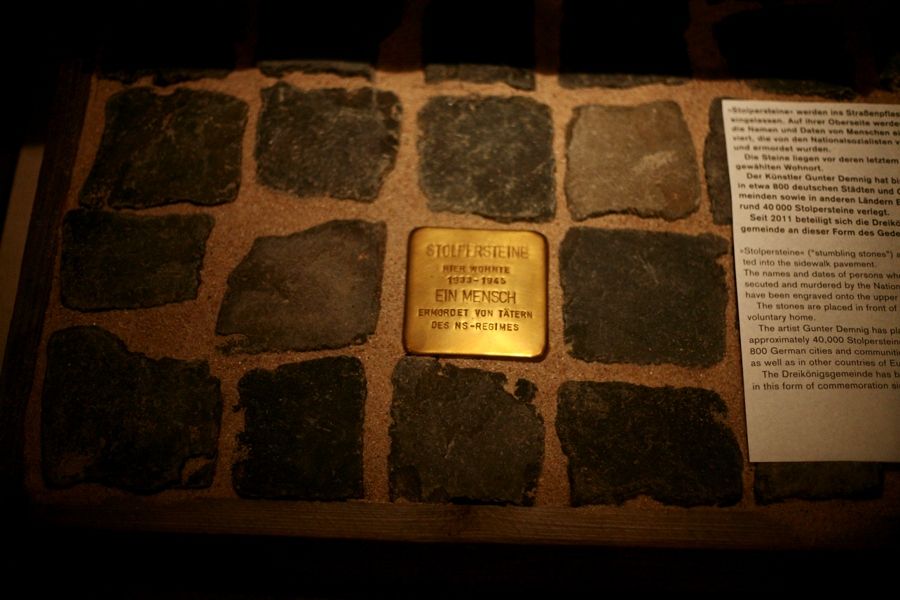 STOLPERSTEINE
HIER WOHNTE
1933-1945
EIN MENSCH
ERMORDET VON TÄTERN
DES NS-REGIMES
»Stolpersteine« werden ins Straßenpflas
eingelassen. Auf ihrer Oberseite werde
die Namen und Daten von Menschen ei
viert, die von den Nationalsozialisten v
und ermordet wurden.
Die Steine liegen vor deren letztem
gewählten Wohnort.
Der Künstler Gunter Demnig hat bi
in etwa 800 deutschen Städten und G
meinden sowie in anderen Ländern E
rund 40 000 Stolpersteine verlegt.
Seit 2011 beteiligt sich die Dreikö
gemeinde an dieser Form des Gede
»Stolpersteine« ("stumbling stones") a
ted into the sidewalk pavement.
The names and dates of persons wh
secuted and murdered by the Nation
have been engraved onto the upper
The stones are placed in front of
voluntary home.
The artist Gunter Demnig has pla
approximately 40,000 Stolperstein
800 German cities and communiti
as well as in other countries of Eu
The Dreikönigsgemeinde has b
in this form of commemoration si